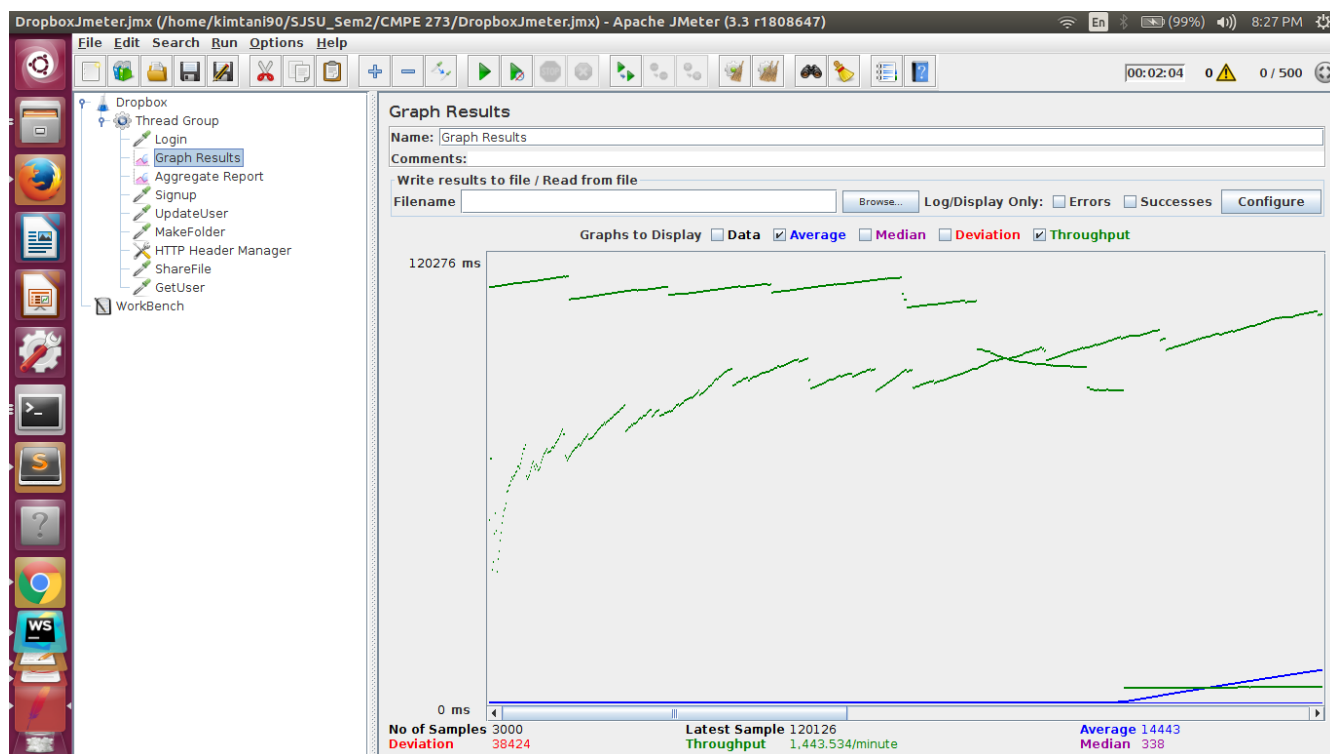 DropboxJmeter.jmx (/home/kimtani90/SJSU_Sem2/CMPE 273/DropboxJmeter.jmx) - Apache JMeter (3.3 r1808647)
En (99%) 8:27 PM
File Edit Search Run Options Help
00:02:04 0 0 / 500
Dropbox
Thread Group
Login
Graph Results
Aggregate Report
Signup
UpdateUser
MakeFolder
HTTP Header Manager
ShareFile
GetUser
WorkBench
Graph Results
Name: Graph Results
Comments:
Write results to file / Read from file
Filename Browse... Log/Display Only: Errors Successes Configure
Graphs to Display Data Average Median Deviation Throughput
120276 ms
0 ms
No of Samples 3000 Latest Sample 120126 Average 14443
Deviation 38424 Throughput 1,443.534/minute Median 338
>_
S
?
WS